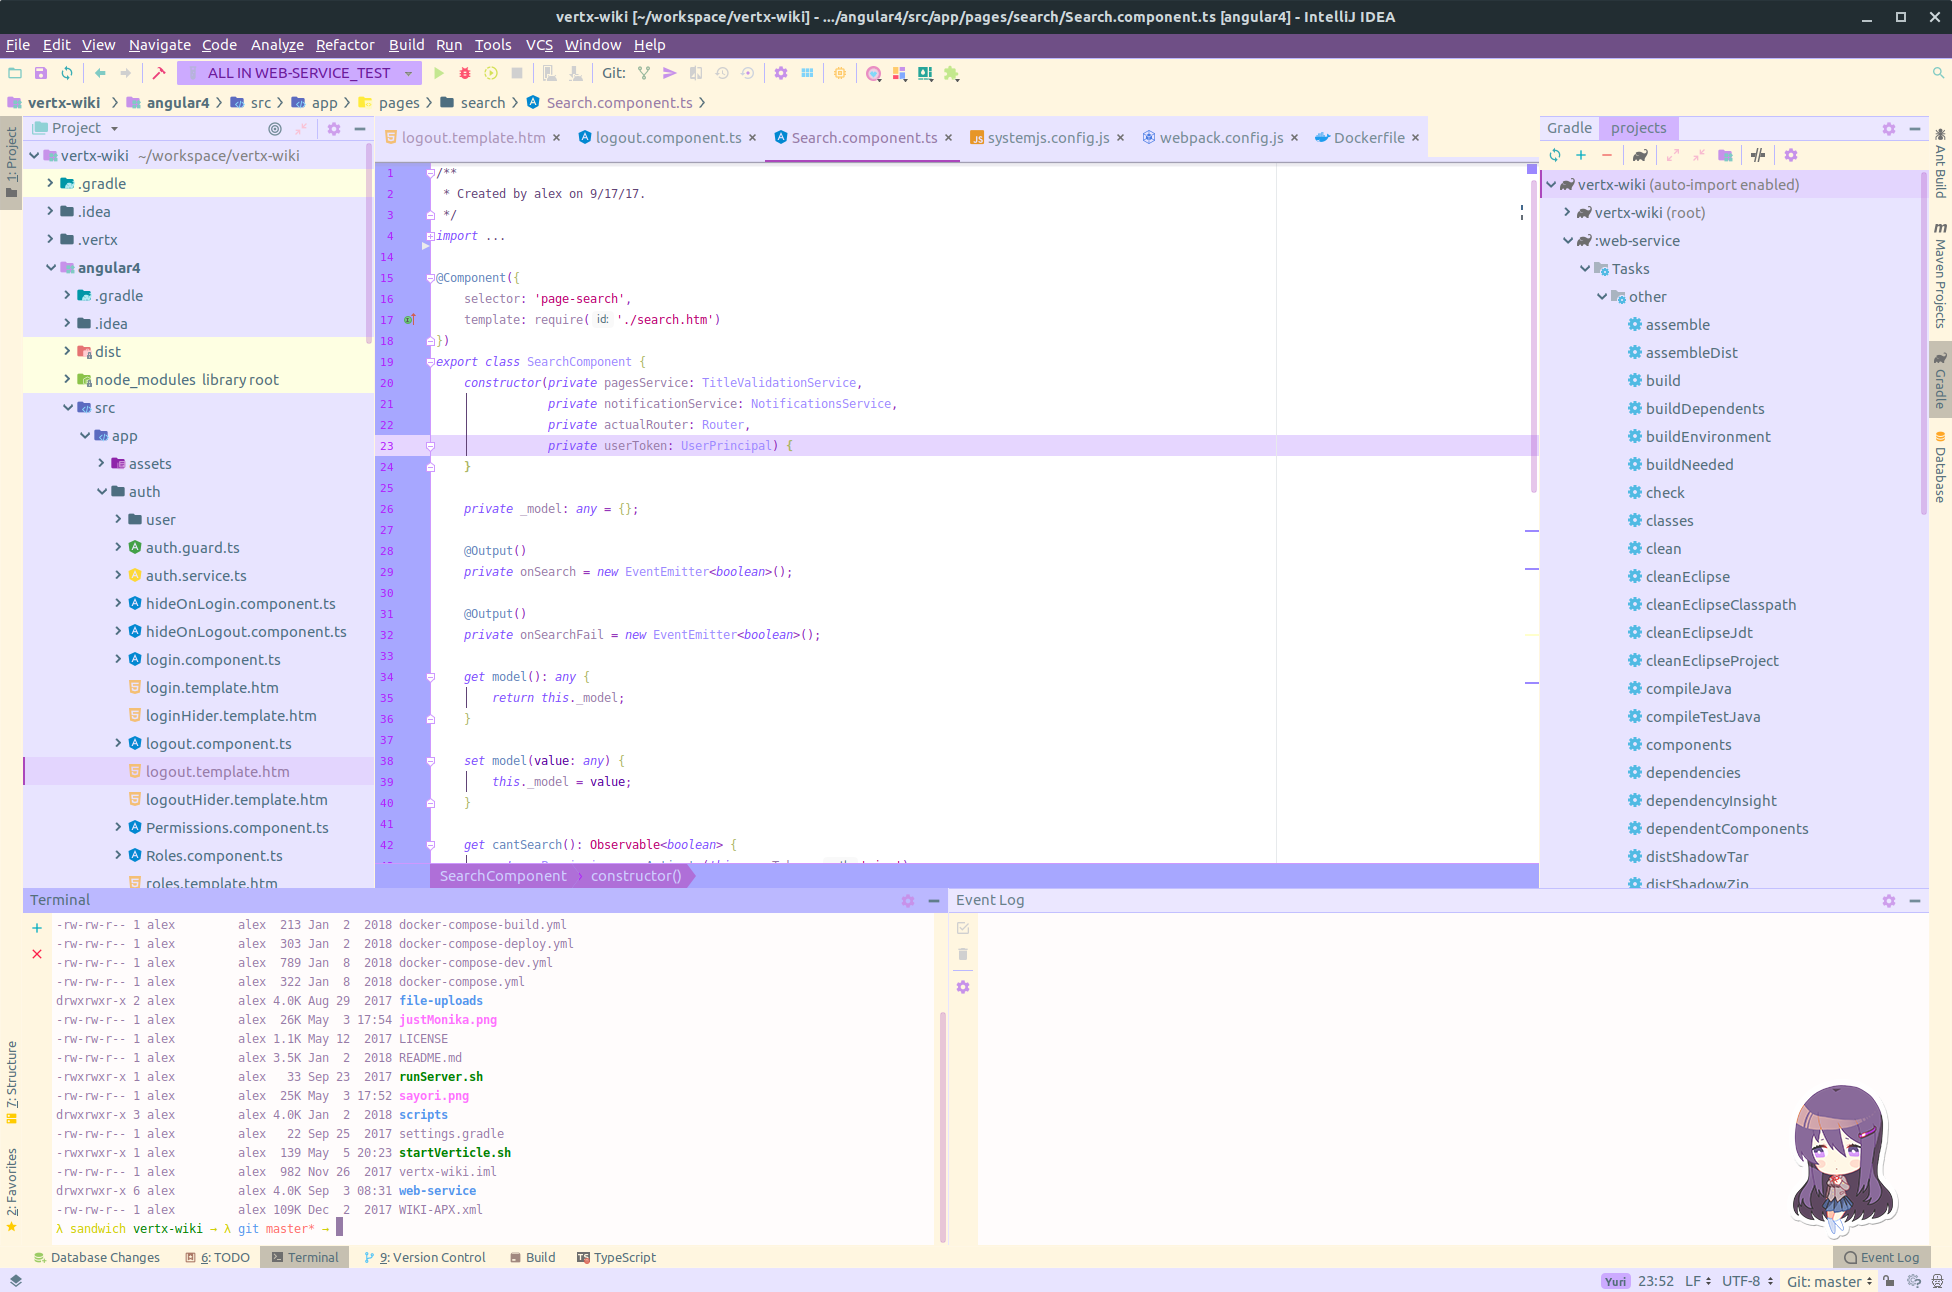 vertx-wiki [~/workspace/vertx-wiki] - .../angular4/src/app/pages/search/Search.component.ts [angular4] - IntelliJ IDEA
File Edit View Navigate Code Analyze Refactor Build Run Tools VCS Window Help
ALL IN WEB-SERVICE_TEST Git:
vertx-wiki angular4 src app pages search Search.component.ts
1: Project
7: Structure
2: Favorites
Project
vertx-wiki ~/workspace/vertx-wiki
.gradle
.idea
.vertx
angular4
.gradle
.idea
dist
node_modules library root
src
app
assets
auth
user
auth.guard.ts
auth.service.ts
hideOnLogin.component.ts
hideOnLogout.component.ts
login.component.ts
login.template.htm
loginHider.template.htm
logout.component.ts
logout.template.htm
logoutHider.template.htm
Permissions.component.ts
Roles.component.ts
roles.template.htm
logout.template.htm logout.component.ts Search.component.ts systemjs.config.js webpack.config.js Dockerfile
1 /**
2 * Created by alex on 9/17/17.
3 */
4 import ...
14
15 @Component({
16 selector: 'page-search',
17 template: require( id: './search.htm')
18 })
19 export class SearchComponent {
20 constructor(private pagesService: TitleValidationService,
21 private notificationService: NotificationsService,
22 private actualRouter: Router,
23 private userToken: UserPrincipal) {
24 }
25
26 private _model: any = {};
27
28 @Output()
29 private onSearch = new EventEmitter<boolean>();
30
31 @Output()
32 private onSearchFail = new EventEmitter<boolean>();
33
34 get model(): any {
35 return this._model;
36 }
37
38 set model(value: any) {
39 this._model = value;
40 }
41
42 get cantSearch(): Observable<boolean> {
SearchComponent constructor()
Gradle projects
vertx-wiki (auto-import enabled)
vertx-wiki (root)
:web-service
Tasks
other
assemble
assembleDist
build
buildDependents
buildEnvironment
buildNeeded
check
classes
clean
cleanEclipse
cleanEclipseClasspath
cleanEclipseJdt
cleanEclipseProject
compileJava
compileTestJava
components
dependencies
dependencyInsight
dependentComponents
distShadowTar
distShadowZip
Ant Build
m Maven Projects
Gradle
Database
Terminal
-rw-rw-r-- 1 alex alex 213 Jan 2 2018 docker-compose-build.yml
-rw-rw-r-- 1 alex alex 303 Jan 2 2018 docker-compose-deploy.yml
-rw-rw-r-- 1 alex alex 789 Jan 8 2018 docker-compose-dev.yml
-rw-rw-r-- 1 alex alex 322 Jan 8 2018 docker-compose.yml
drwxrwxr-x 2 alex alex 4.0K Aug 29 2017 file-uploads
-rw-rw-r-- 1 alex alex 26K May 3 17:54 justMonika.png
-rw-rw-r-- 1 alex alex 1.1K May 12 2017 LICENSE
-rw-rw-r-- 1 alex alex 3.5K Jan 2 2018 README.md
-rwxrwxr-x 1 alex alex 33 Sep 23 2017 runServer.sh
-rw-rw-r-- 1 alex alex 25K May 3 17:52 sayori.png
drwxrwxr-x 3 alex alex 4.0K Jan 2 2018 scripts
-rw-rw-r-- 1 alex alex 22 Sep 25 2017 settings.gradle
-rwxrwxr-x 1 alex alex 139 May 5 20:23 startVerticle.sh
-rw-rw-r-- 1 alex alex 982 Nov 26 2017 vertx-wiki.iml
drwxrwxr-x 6 alex alex 4.0K Sep 3 08:31 web-service
-rw-rw-r-- 1 alex alex 109K Dec 2 2017 WIKI-APX.xml
λ sandwich vertx-wiki → λ git master* →
Event Log
Database Changes 6: TODO Terminal 9: Version Control Build TypeScript Event Log
Yuri 23:52 LF UTF-8 Git: master